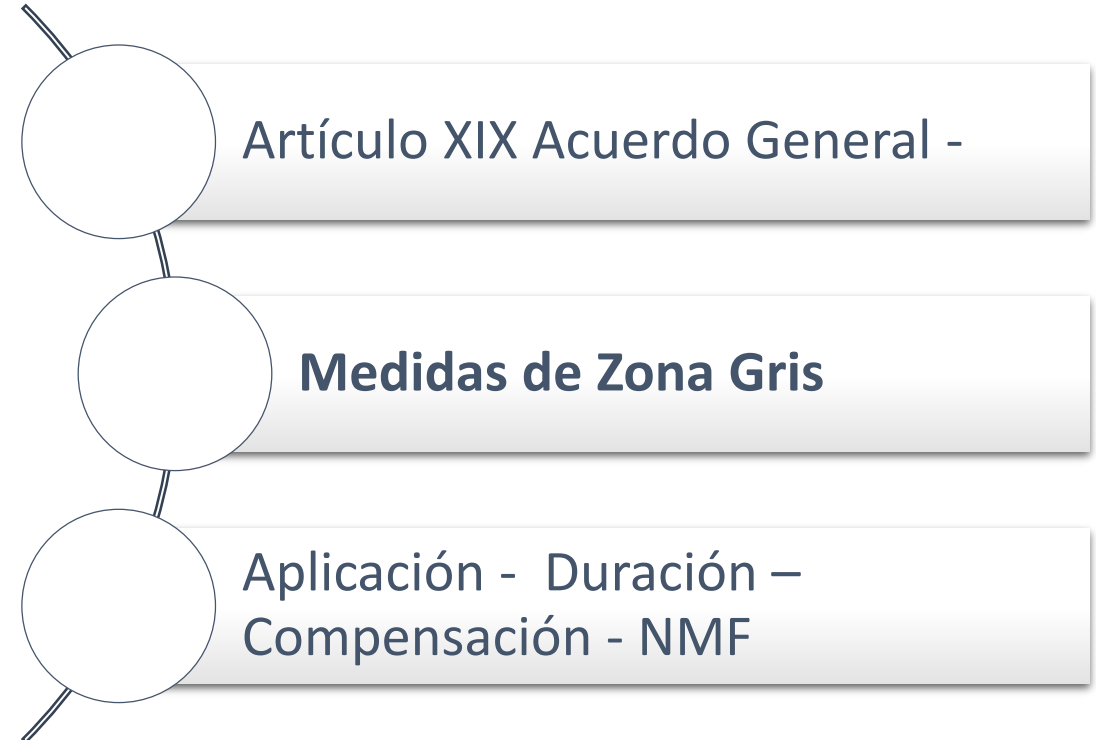 Artículo XIX Acuerdo General -
Medidas de Zona Gris
Aplicación -  Duración –
Compensación - NMF